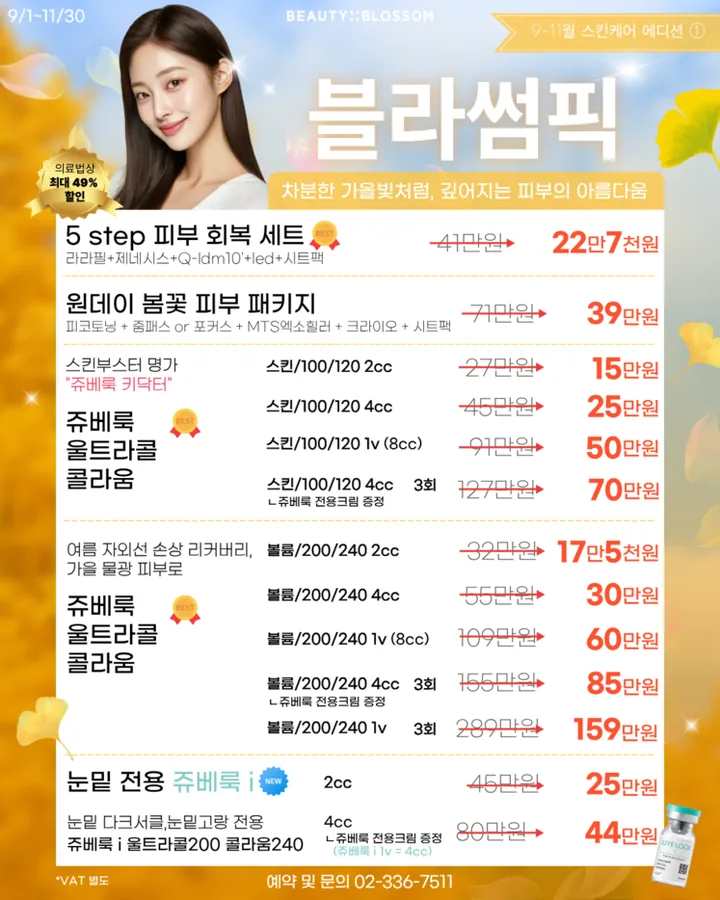 9/1-11/30
BEAUTY::BLOSSOM
9-11월 스킨케어 에디션 ①
블라썸픽
의료법상
최대 49%
할인
차분한 가을빛처럼, 깊어지는 피부의 아름다움
5 step 피부 회복 세트 BEST 41만원 22만7천원
라라필+제네시스+Q-ldm10'+led+시트팩
원데이 봄꽃 피부 패키지 71만원 39만원
피코토닝 + 줌패스 or 포커스 + MTS엑소힐러 + 크라이오 + 시트팩
스킨부스터 명가
"쥬베룩 키닥터"
쥬베룩
울트라콜
콜라움
BEST
스킨/100/120 2cc 27만원 15만원
스킨/100/120 4cc 45만원 25만원
스킨/100/120 1v (8cc) 91만원 50만원
스킨/100/120 4cc 3회 127만원 70만원
ㄴ쥬베룩 전용크림 증정
여름 자외선 손상 리커버리,
가을 물광 피부로
쥬베룩
울트라콜
콜라움
BEST
볼륨/200/240 2cc 32만원 17만5천원
볼륨/200/240 4cc 55만원 30만원
볼륨/200/240 1v (8cc) 109만원 60만원
볼륨/200/240 4cc 3회 155만원 85만원
ㄴ쥬베룩 전용크림 증정
볼륨/200/240 1v 3회 289만원 159만원
눈밑 전용 쥬베룩 i NEW 2cc 45만원 25만원
눈밑 다크서클,눈밑고랑 전용
쥬베룩 i 울트라콜200 콜라움240
4cc 80만원 44만원
ㄴ쥬베룩 전용크림 증정
(쥬베룩 i 1v = 4cc)
JUVELOOK
*VAT 별도
예약 및 문의 02-336-7511